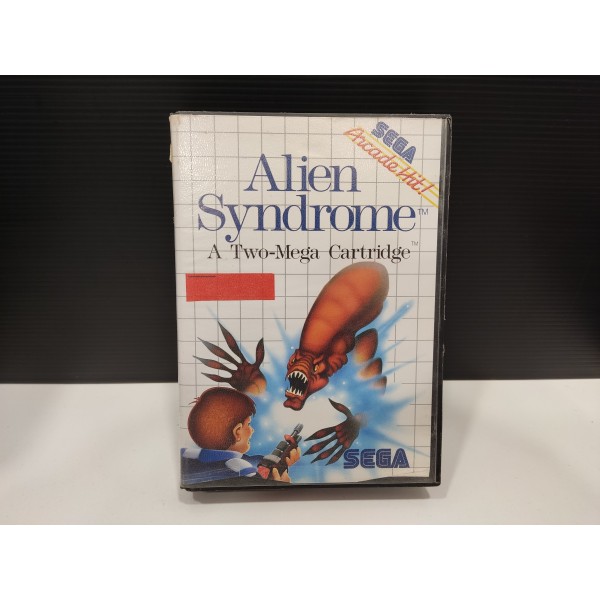 SEGA
Arcade Hit!
Alien
Syndrome™
A Two-Mega Cartridge™
SEGA